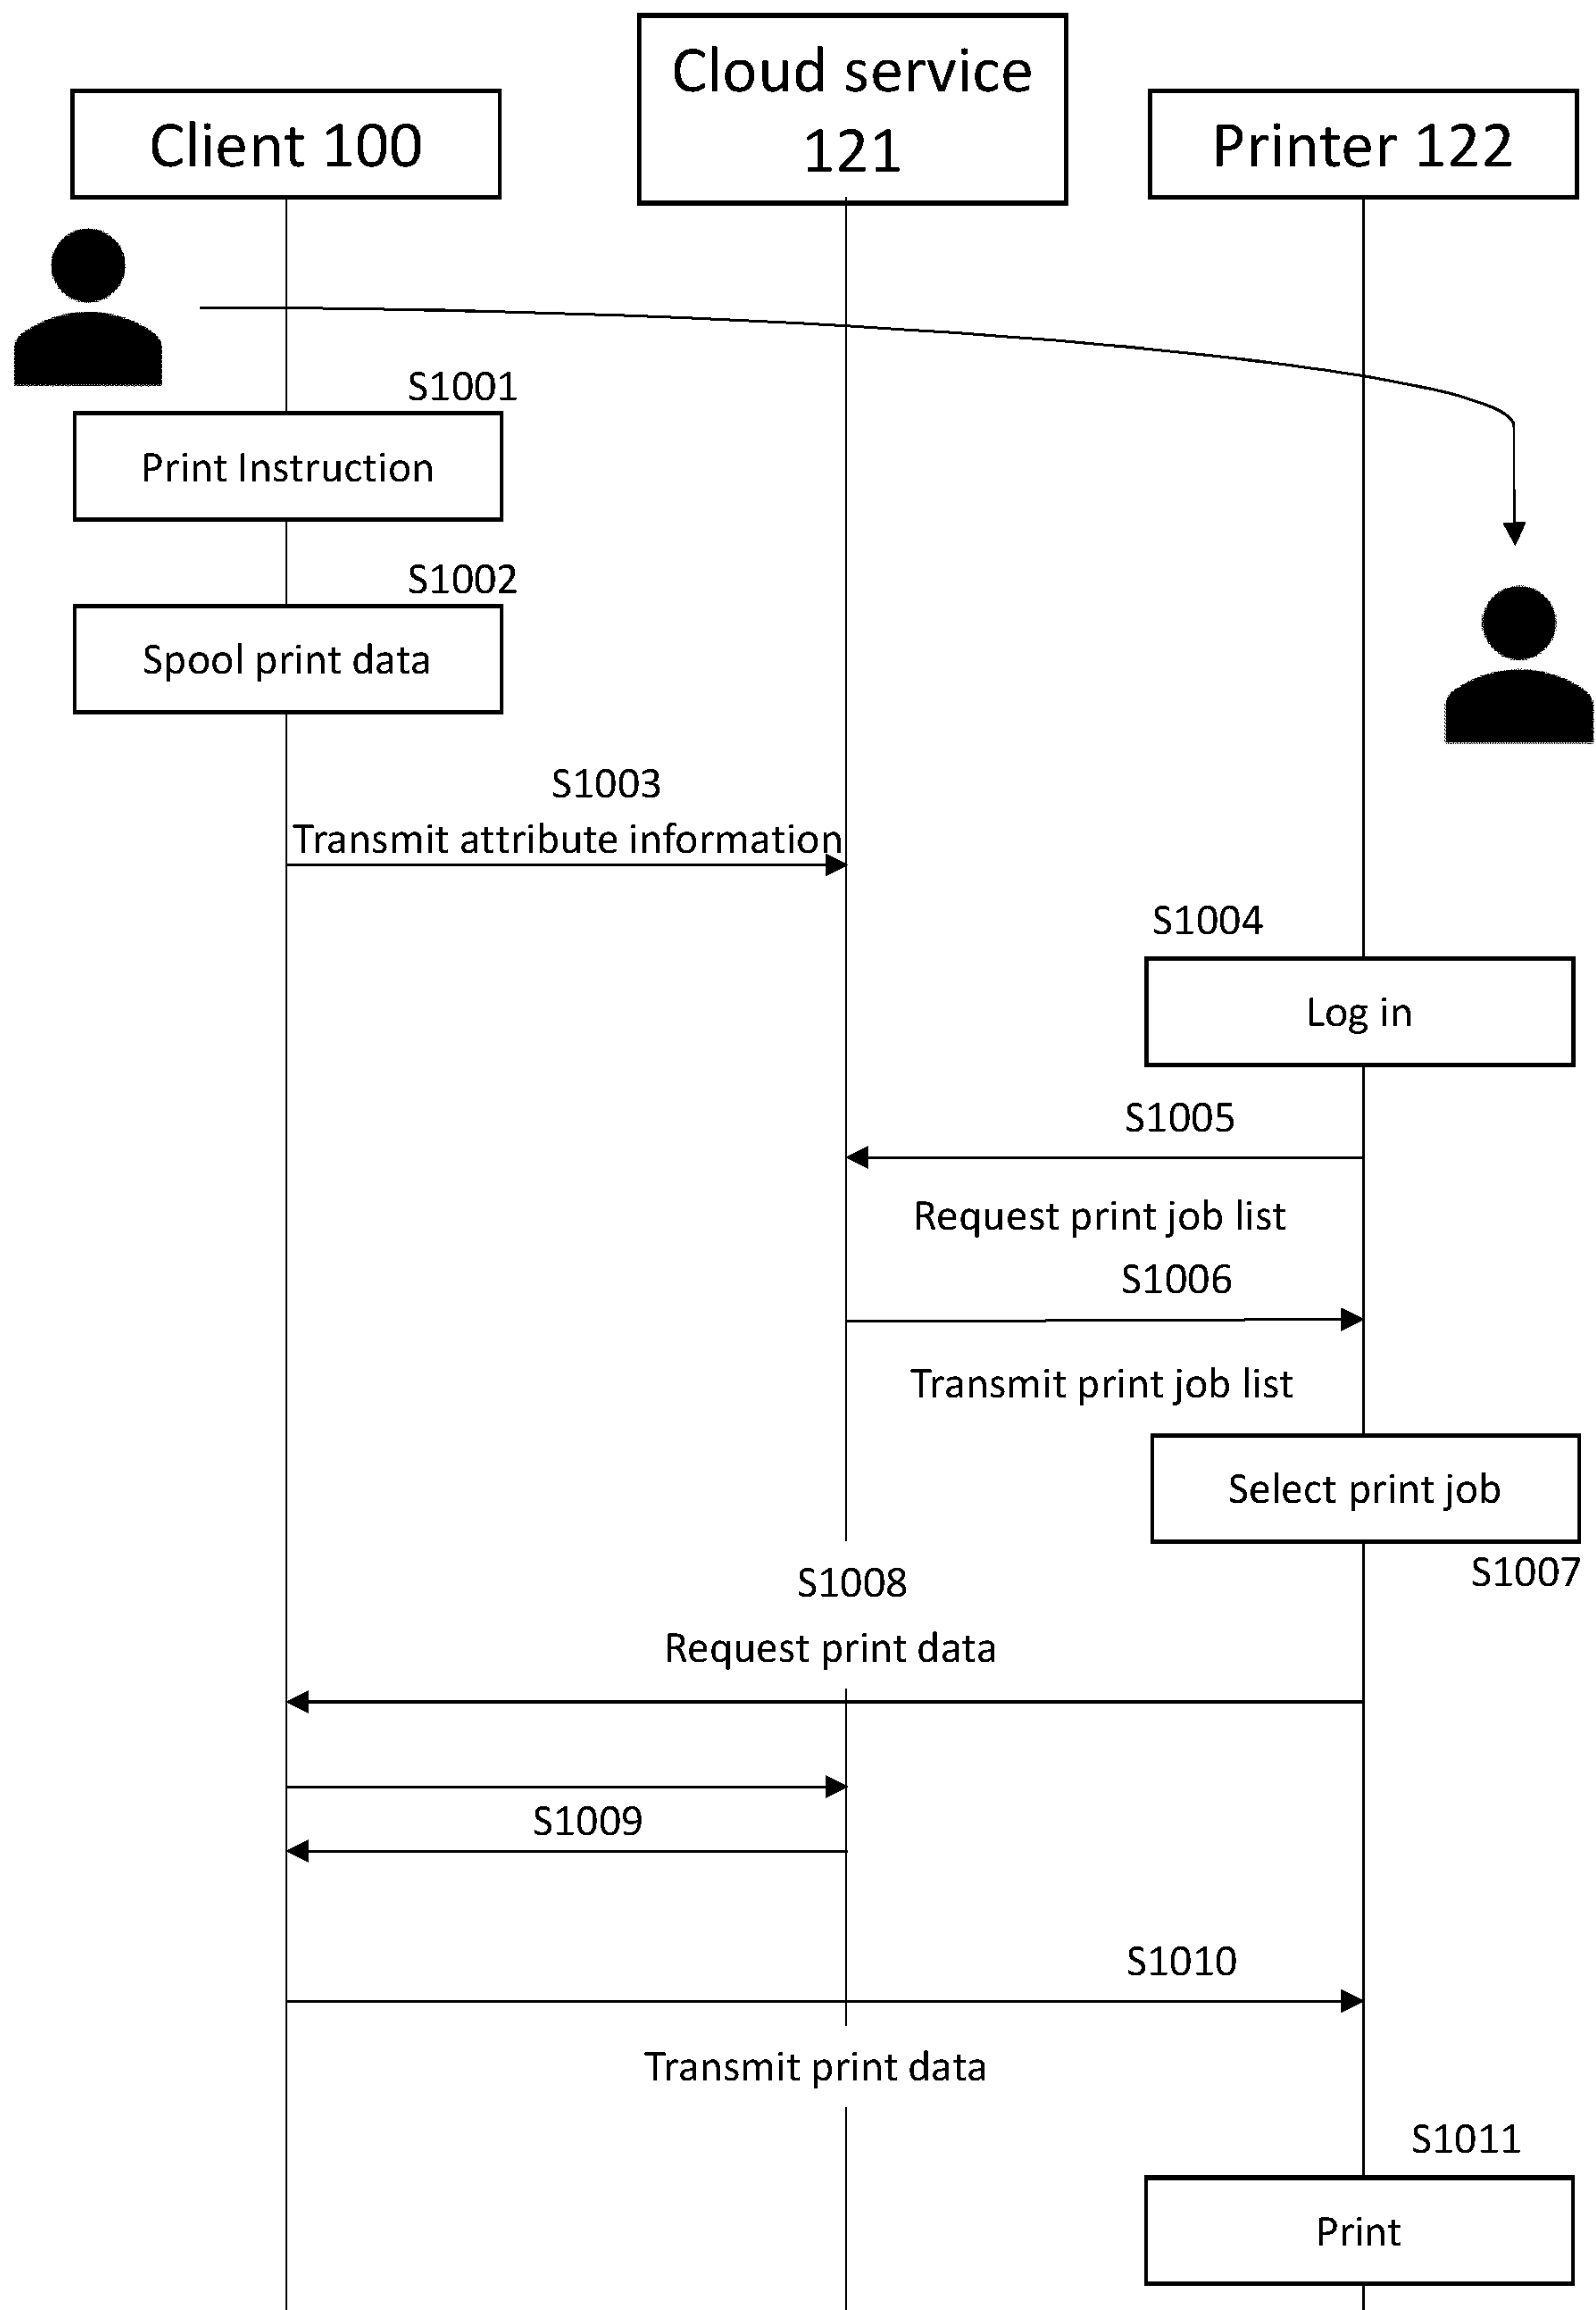 Client 100
Cloud service
121
Printer 122
S1001
Print Instruction
S1002
Spool print data
S1003
Transmit attribute information
S1004
Log in
S1005
Request print job list
S1006
Transmit print job list
Select print job
S1007
S1008
Request print data
S1009
S1010
Transmit print data
S1011
Print